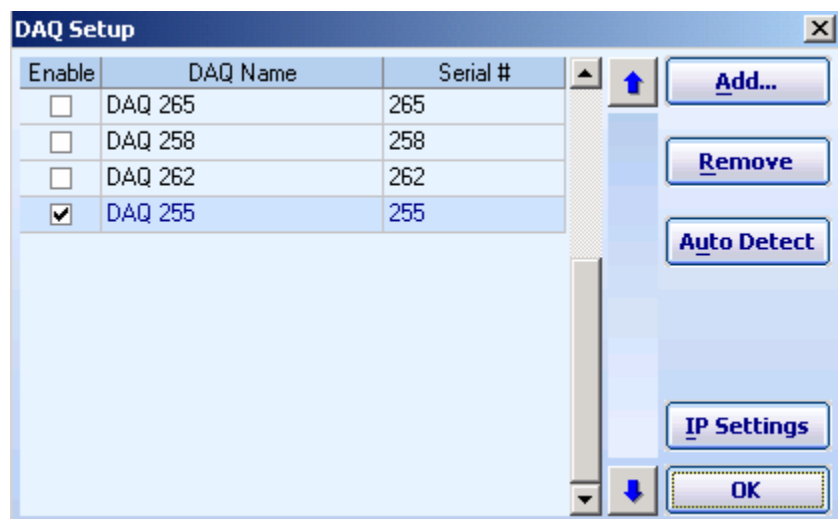 DAQ Setup
Enable DAQ Name Serial #
DAQ 265 265
DAQ 258 258
DAQ 262 262
DAQ 255 255
Add...
Remove
Auto Detect
IP Settings
OK